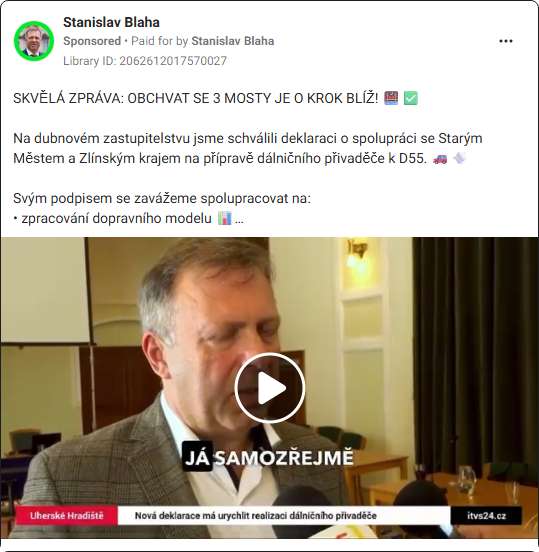 Stanislav Blaha
Sponsored • Paid for by Stanislav Blaha
Library ID: 2062612017570027
SKVĚLÁ ZPRÁVA: OBCHVAT SE 3 MOSTY JE O KROK BLÍŽ! 🌉 ✅
Na dubnovém zastupitelstvu jsme schválili deklaraci o spolupráci se Starým
Městem a Zlínským krajem na přípravě dálničního přivaděče k D55. 🚗 💨
Svým podpisem se zavážeme spolupracovat na:
• zpracování dopravního modelu 📊 ...
JÁ SAMOZŘEJMĚ
Uherské Hradiště Nová deklarace má urychlit realizaci dálničního přivaděče itvs24.cz